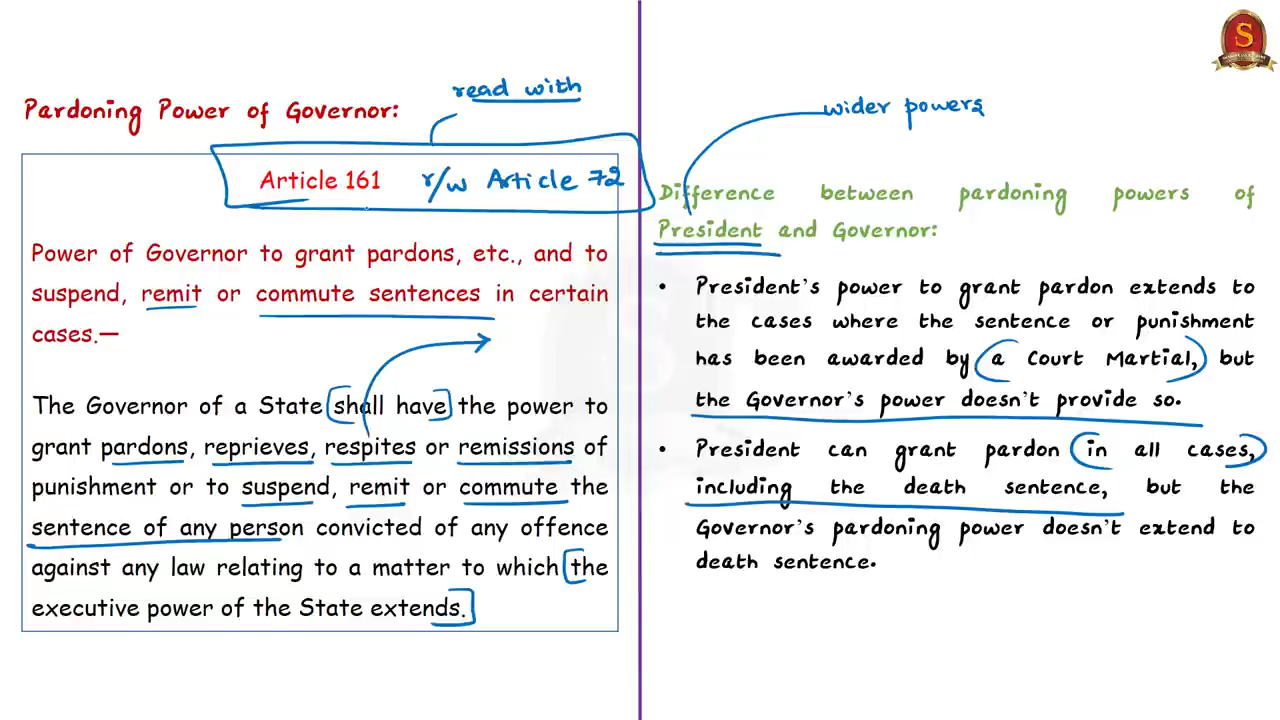 read with
Pardoning Power of Governor:
Article 161 r/w Article 72
Power of Governor to grant pardons, etc., and to
suspend, remit or commute sentences in certain
cases.—
The Governor of a State shall have the power to
grant pardons, reprieves, respites or remissions of
punishment or to suspend, remit or commute the
sentence of any person convicted of any offence
against any law relating to a matter to which the
executive power of the State extends.
S
wider powers
Difference between pardoning powers of
President and Governor:
• President's power to grant pardon extends to
the cases where the sentence or punishment
has been awarded by a Court Martial, but
the Governor's power doesn't provide so.
• President can grant pardon in all cases,
including the death sentence, but the
Governor's pardoning power doesn't extend to
death sentence.